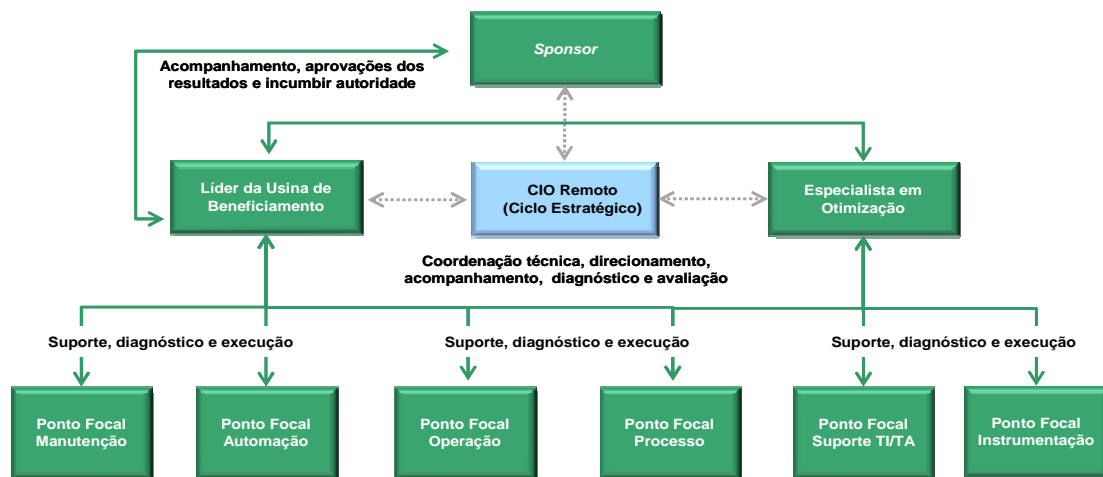 Sponsor
Acompanhamento, aprovações dos
resultados e incumbir autoridade
Líder da Usina de
Beneficiamento
CIO Remoto
(Ciclo Estratégico)
Especialista em
Otimização
Coordenação técnica, direcionamento,
acompanhamento, diagnóstico e avaliação
Suporte, diagnóstico e execução
Suporte, diagnóstico e execução
Suporte, diagnóstico e execução
Ponto Focal
Manutenção
Ponto Focal
Automação
Ponto Focal
Operação
Ponto Focal
Processo
Ponto Focal
Suporte TI/TA
Ponto Focal
Instrumentação